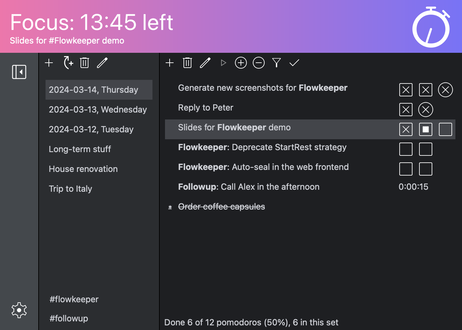 Focus: 13:45 left
Slides for #Flowkeeper demo
2024-03-14, Thursday
2024-03-13, Wednesday
2024-03-12, Tuesday
Long-term stuff
House renovation
Trip to Italy
#flowkeeper
#followup
Generate new screenshots for Flowkeeper
Reply to Peter
Slides for Flowkeeper demo
Flowkeeper: Deprecate StartRest strategy
Flowkeeper: Auto-seal in the web frontend
Followup: Call Alex in the afternoon 0:00:15
Order coffee capsules
Done 6 of 12 pomodoros (50%), 6 in this set